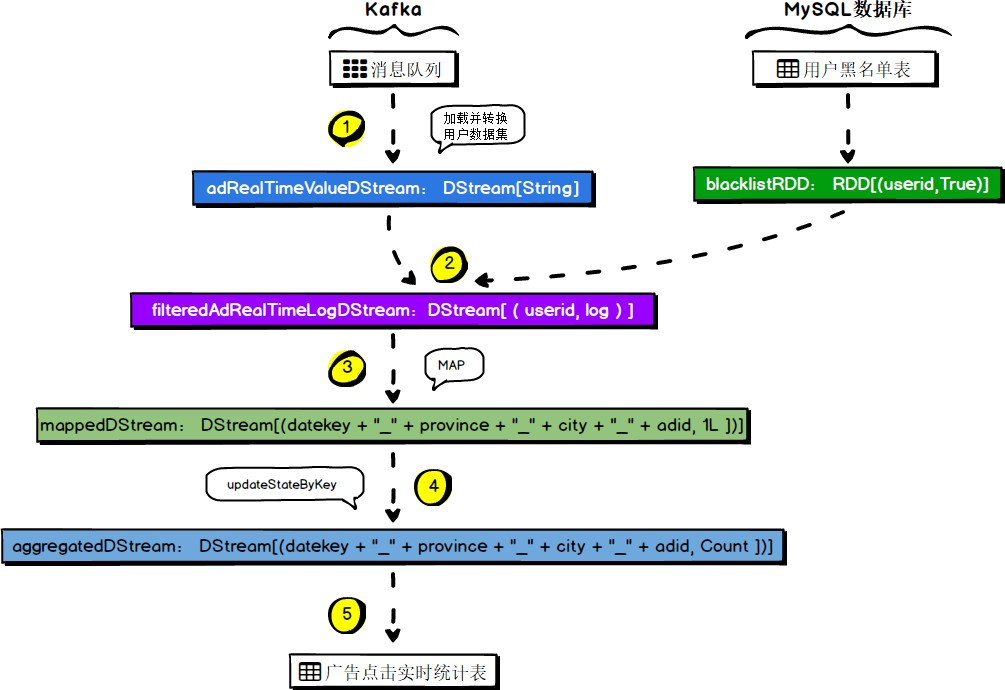 Kafka
MySQL数据库
消息队列
用户黑名单表
1
加载并转换
用户数据集
adRealTimeValueDStream： DStream[String]
blacklistRDD： RDD[(userid,True)]
2
filteredAdRealTimeLogDStream：DStream[ ( userid, log ) ]
3
MAP
mappedDStream： DStream[(datekey + "_" + province + "_" + city + "_" + adid, 1L ])]
updateStateByKey
4
aggregatedDStream： DStream[(datekey + "_" + province + "_" + city + "_" + adid, Count ])]
5
广告点击实时统计表